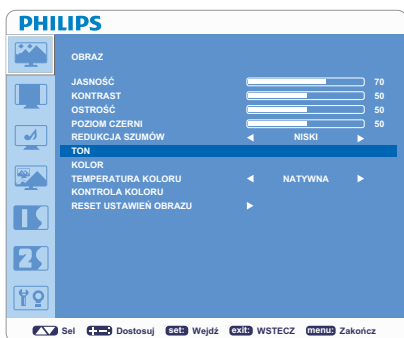 PHILIPS
OBRAZ
JASNOŚĆ 70
KONTRAST 50
OSTROŚĆ 50
POZIOM CZERNI 50
REDUKCJA SZUMÓW NISKI
TON
KOLOR
TEMPERATURA KOLORU NATYWNA
KONTROLA KOLORU
RESET USTAWIEŃ OBRAZU
Sel Dostosuj set: Wejdź exit: WSTECZ menu: Zakończ